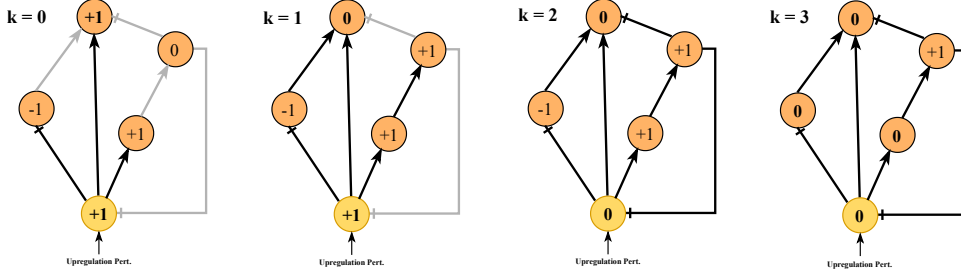 k = 0
+1
0
-1
+1
+1
Upregulation Pert.
k = 1
0
+1
-1
+1
+1
Upregulation Pert.
k = 2
0
+1
-1
+1
0
Upregulation Pert.
k = 3
0
+1
0
0
0
Upregulation Pert.